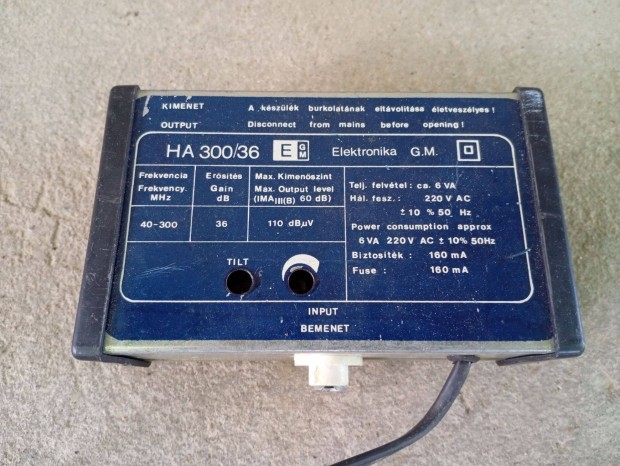 KIMENET A készülék burkolatának eltávolitása életveszélyes !
OUTPUT Disconnect from mains before opening !
HA 300/36 E GM Elektronika G.M.
Frekvencia
Frekvency.
MHz
Erősités
Gain
dB
Max. Kimenőszint
Max. Output level
(IMA III(B) 60 dB)
40-300 36 110 dBµV
Telj. felvétel: ca. 6 VA
Hál. fesz.: 220 V AC
±10 % 50 Hz
Power consumption approx
6 VA 220 V AC ± 10% 50Hz
Biztositék: 160 mA
Fuse: 160 mA
TILT
INPUT
BEMENET